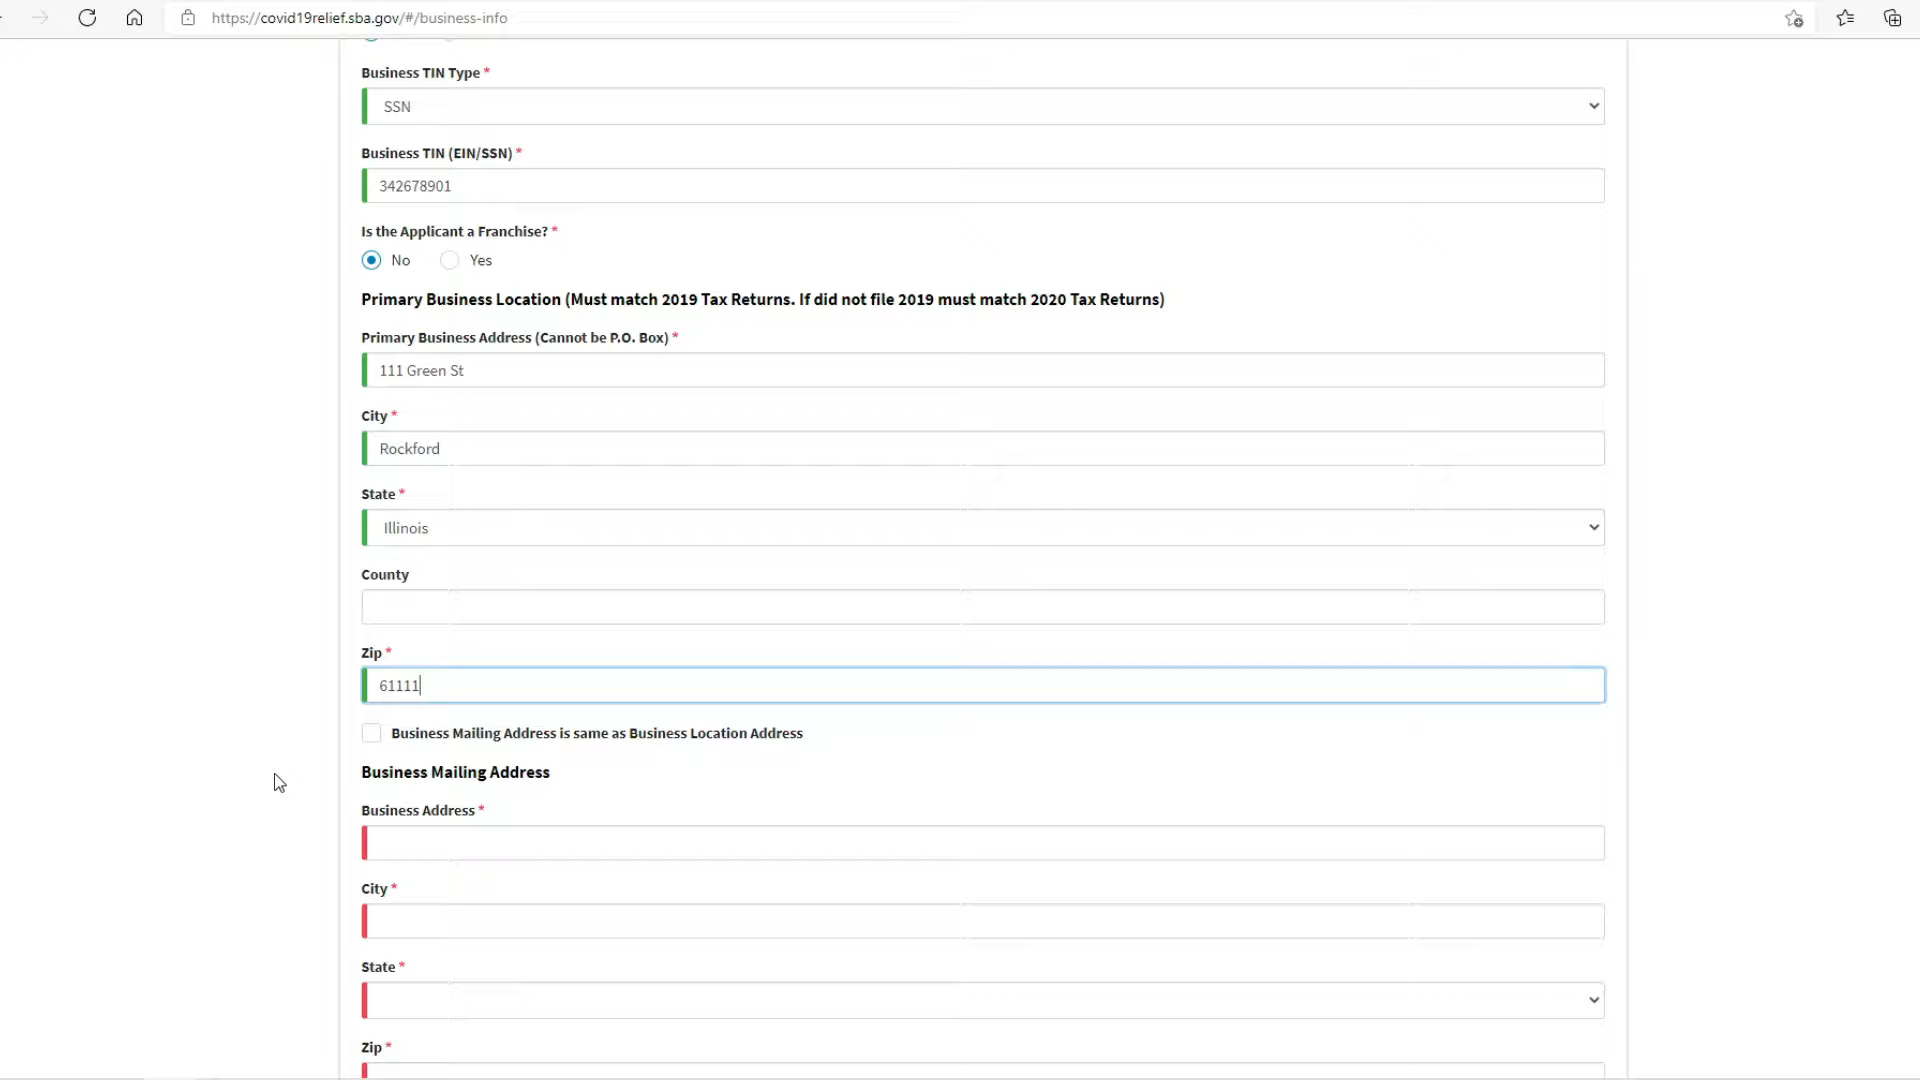 https://covid19relief.sba.gov/#/business-info
Business TIN Type *
SSN
Business TIN (EIN/SSN) *
342678901
Is the Applicant a Franchise? *
No Yes
Primary Business Location (Must match 2019 Tax Returns. If did not file 2019 must match 2020 Tax Returns)
Primary Business Address (Cannot be P.O. Box) *
111 Green St
City *
Rockford
State *
Illinois
County
Zip *
61111
Business Mailing Address is same as Business Location Address
Business Mailing Address
Business Address *
City *
State *
Zip *